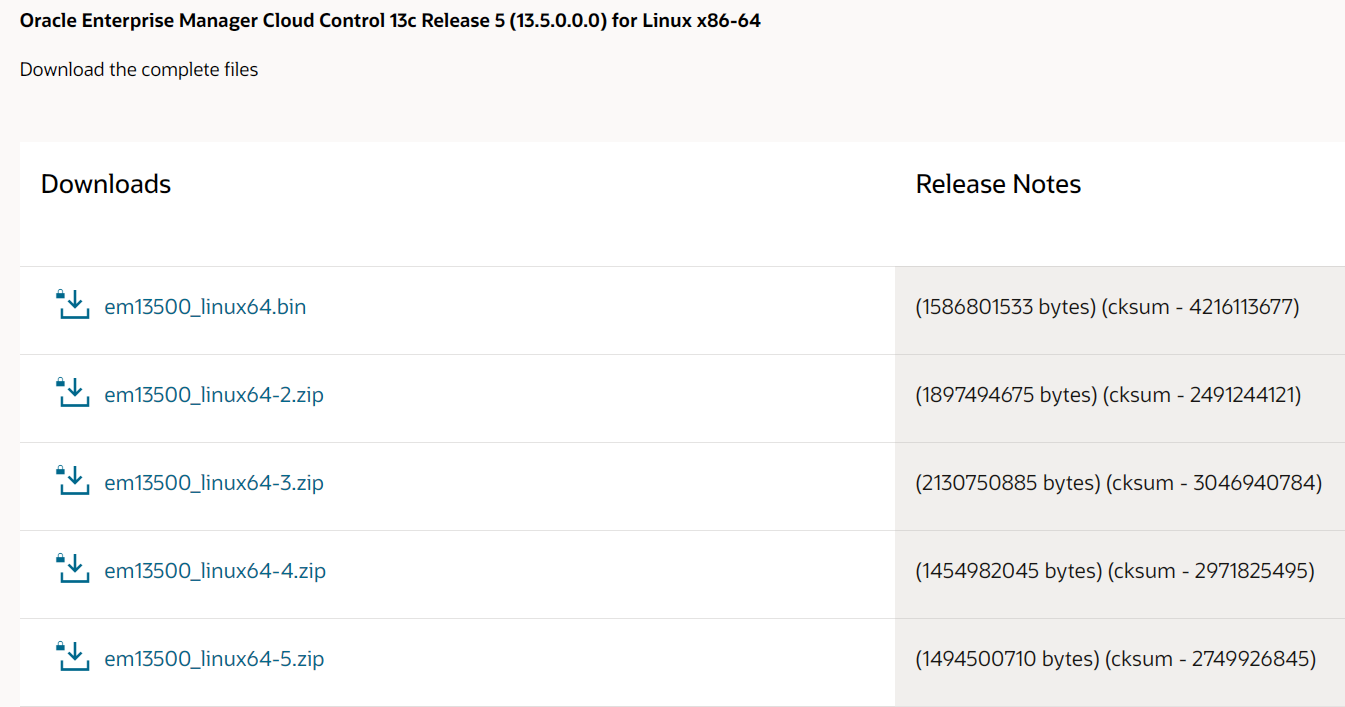 Oracle Enterprise Manager Cloud Control 13c Release 5 (13.5.0.0.0) for Linux x86-64
Download the complete files
Downloads Release Notes
em13500_linux64.bin (1586801533 bytes) (cksum - 4216113677)
em13500_linux64-2.zip (1897494675 bytes) (cksum - 2491244121)
em13500_linux64-3.zip (2130750885 bytes) (cksum - 3046940784)
em13500_linux64-4.zip (1454982045 bytes) (cksum - 2971825495)
em13500_linux64-5.zip (1494500710 bytes) (cksum - 2749926845)